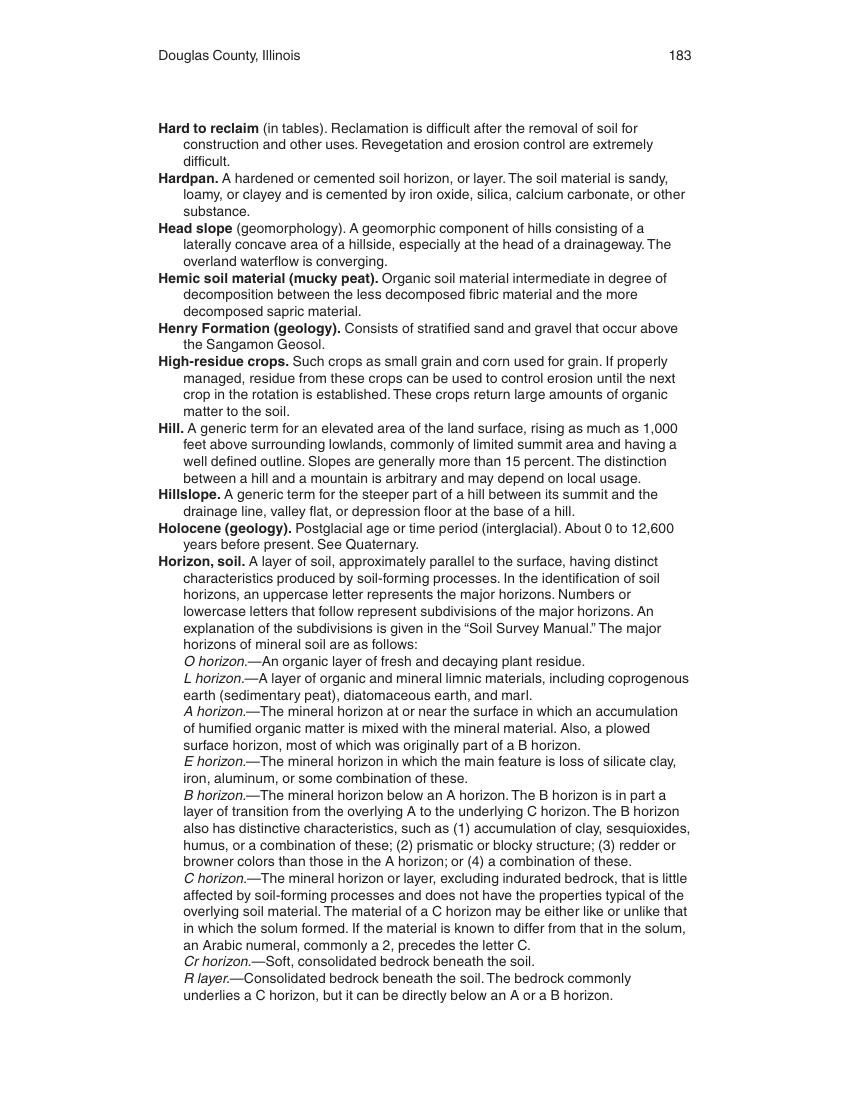 Douglas County, Illinois 183
Hard to reclaim (in tables). Reclamation is difficult after the removal of soil for
construction and other uses. Revegetation and erosion control are extremely
difficult.
Hardpan. A hardened or cemented soil horizon, or layer. The soil material is sandy,
loamy, or clayey and is cemented by iron oxide, silica, calcium carbonate, or other
substance.
Head slope (geomorphology). A geomorphic component of hills consisting of a
laterally concave area of a hillside, especially at the head of a drainageway. The
overland waterflow is converging.
Hemic soil material (mucky peat). Organic soil material intermediate in degree of
decomposition between the less decomposed fibric material and the more
decomposed sapric material.
Henry Formation (geology). Consists of stratified sand and gravel that occur above
the Sangamon Geosol.
High-residue crops. Such crops as small grain and corn used for grain. If properly
managed, residue from these crops can be used to control erosion until the next
crop in the rotation is established. These crops return large amounts of organic
matter to the soil.
Hill. A generic term for an elevated area of the land surface, rising as much as 1,000
feet above surrounding lowlands, commonly of limited summit area and having a
well defined outline. Slopes are generally more than 15 percent. The distinction
between a hill and a mountain is arbitrary and may depend on local usage.
Hillslope. A generic term for the steeper part of a hill between its summit and the
drainage line, valley flat, or depression floor at the base of a hill.
Holocene (geology). Postglacial age or time period (interglacial). About 0 to 12,600
years before present. See Quaternary.
Horizon, soil. A layer of soil, approximately parallel to the surface, having distinct
characteristics produced by soil-forming processes. In the identification of soil
horizons, an uppercase letter represents the major horizons. Numbers or
lowercase letters that follow represent subdivisions of the major horizons. An
explanation of the subdivisions is given in the “Soil Survey Manual.” The major
horizons of mineral soil are as follows:
O horizon.—An organic layer of fresh and decaying plant residue.
L horizon.—A layer of organic and mineral limnic materials, including coprogenous
earth (sedimentary peat), diatomaceous earth, and marl.
A horizon.—The mineral horizon at or near the surface in which an accumulation
of humified organic matter is mixed with the mineral material. Also, a plowed
surface horizon, most of which was originally part of a B horizon.
E horizon.—The mineral horizon in which the main feature is loss of silicate clay,
iron, aluminum, or some combination of these.
B horizon.—The mineral horizon below an A horizon. The B horizon is in part a
layer of transition from the overlying A to the underlying C horizon. The B horizon
also has distinctive characteristics, such as (1) accumulation of clay, sesquioxides,
humus, or a combination of these; (2) prismatic or blocky structure; (3) redder or
browner colors than those in the A horizon; or (4) a combination of these.
C horizon.—The mineral horizon or layer, excluding indurated bedrock, that is little
affected by soil-forming processes and does not have the properties typical of the
overlying soil material. The material of a C horizon may be either like or unlike that
in which the solum formed. If the material is known to differ from that in the solum,
an Arabic numeral, commonly a 2, precedes the letter C.
Cr horizon.—Soft, consolidated bedrock beneath the soil.
R layer.—Consolidated bedrock beneath the soil. The bedrock commonly
underlies a C horizon, but it can be directly below an A or a B horizon.